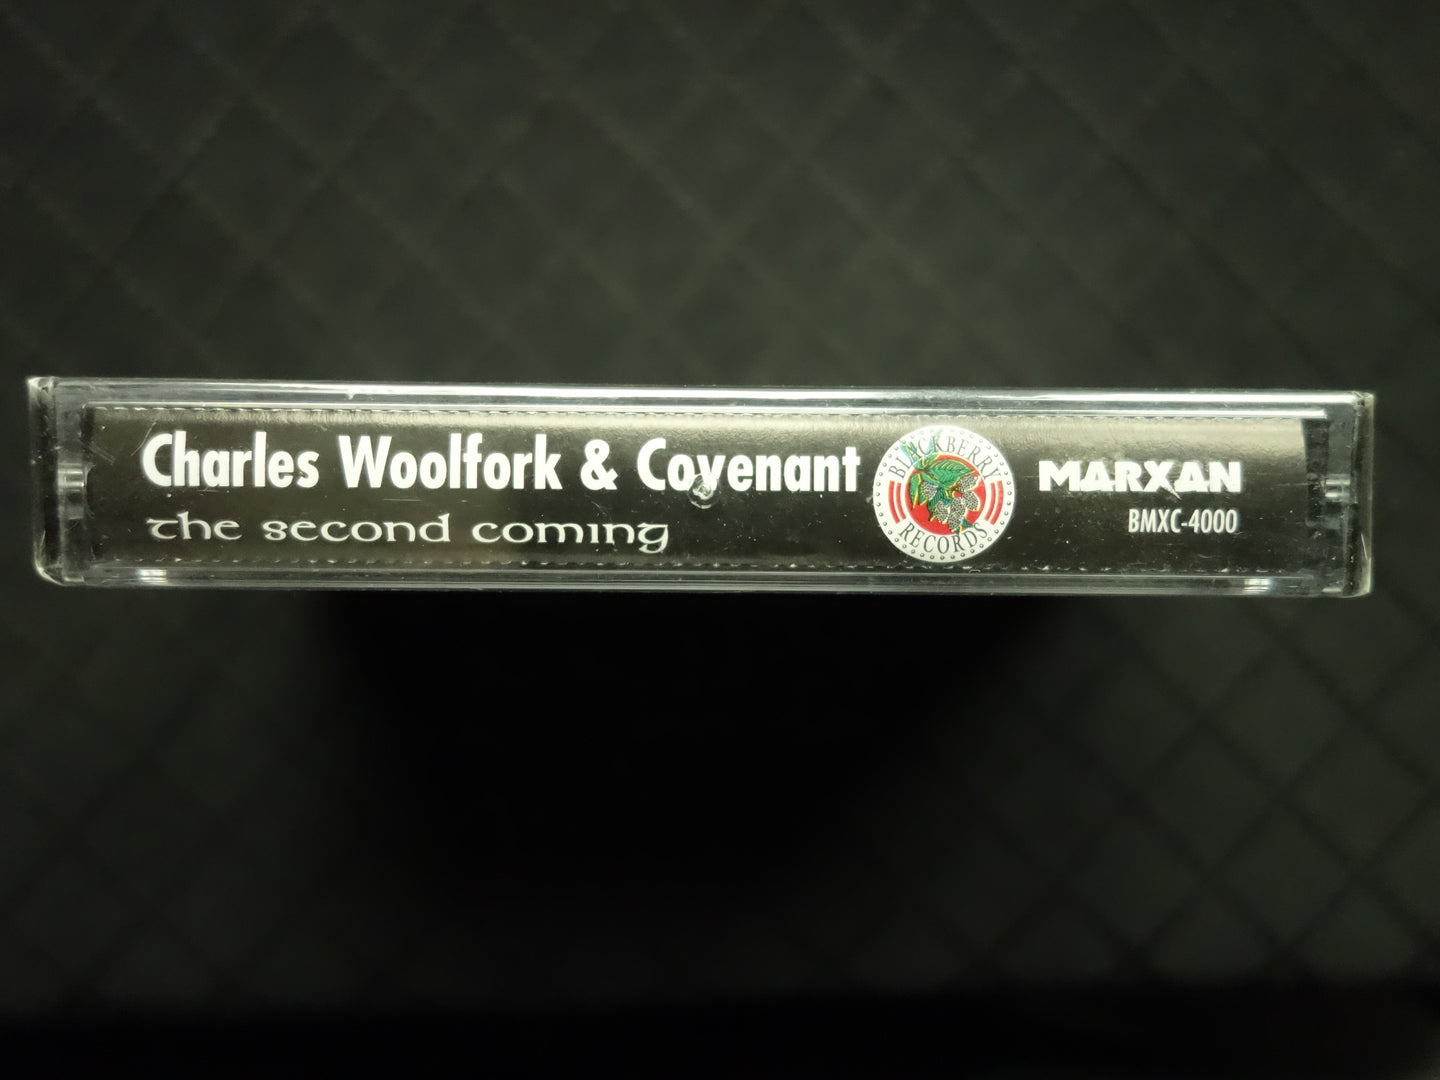 Charles Woolfork & Covenant
the second coming
BLACKBERRY
RECORDS
MARXAN
BMXC-4000